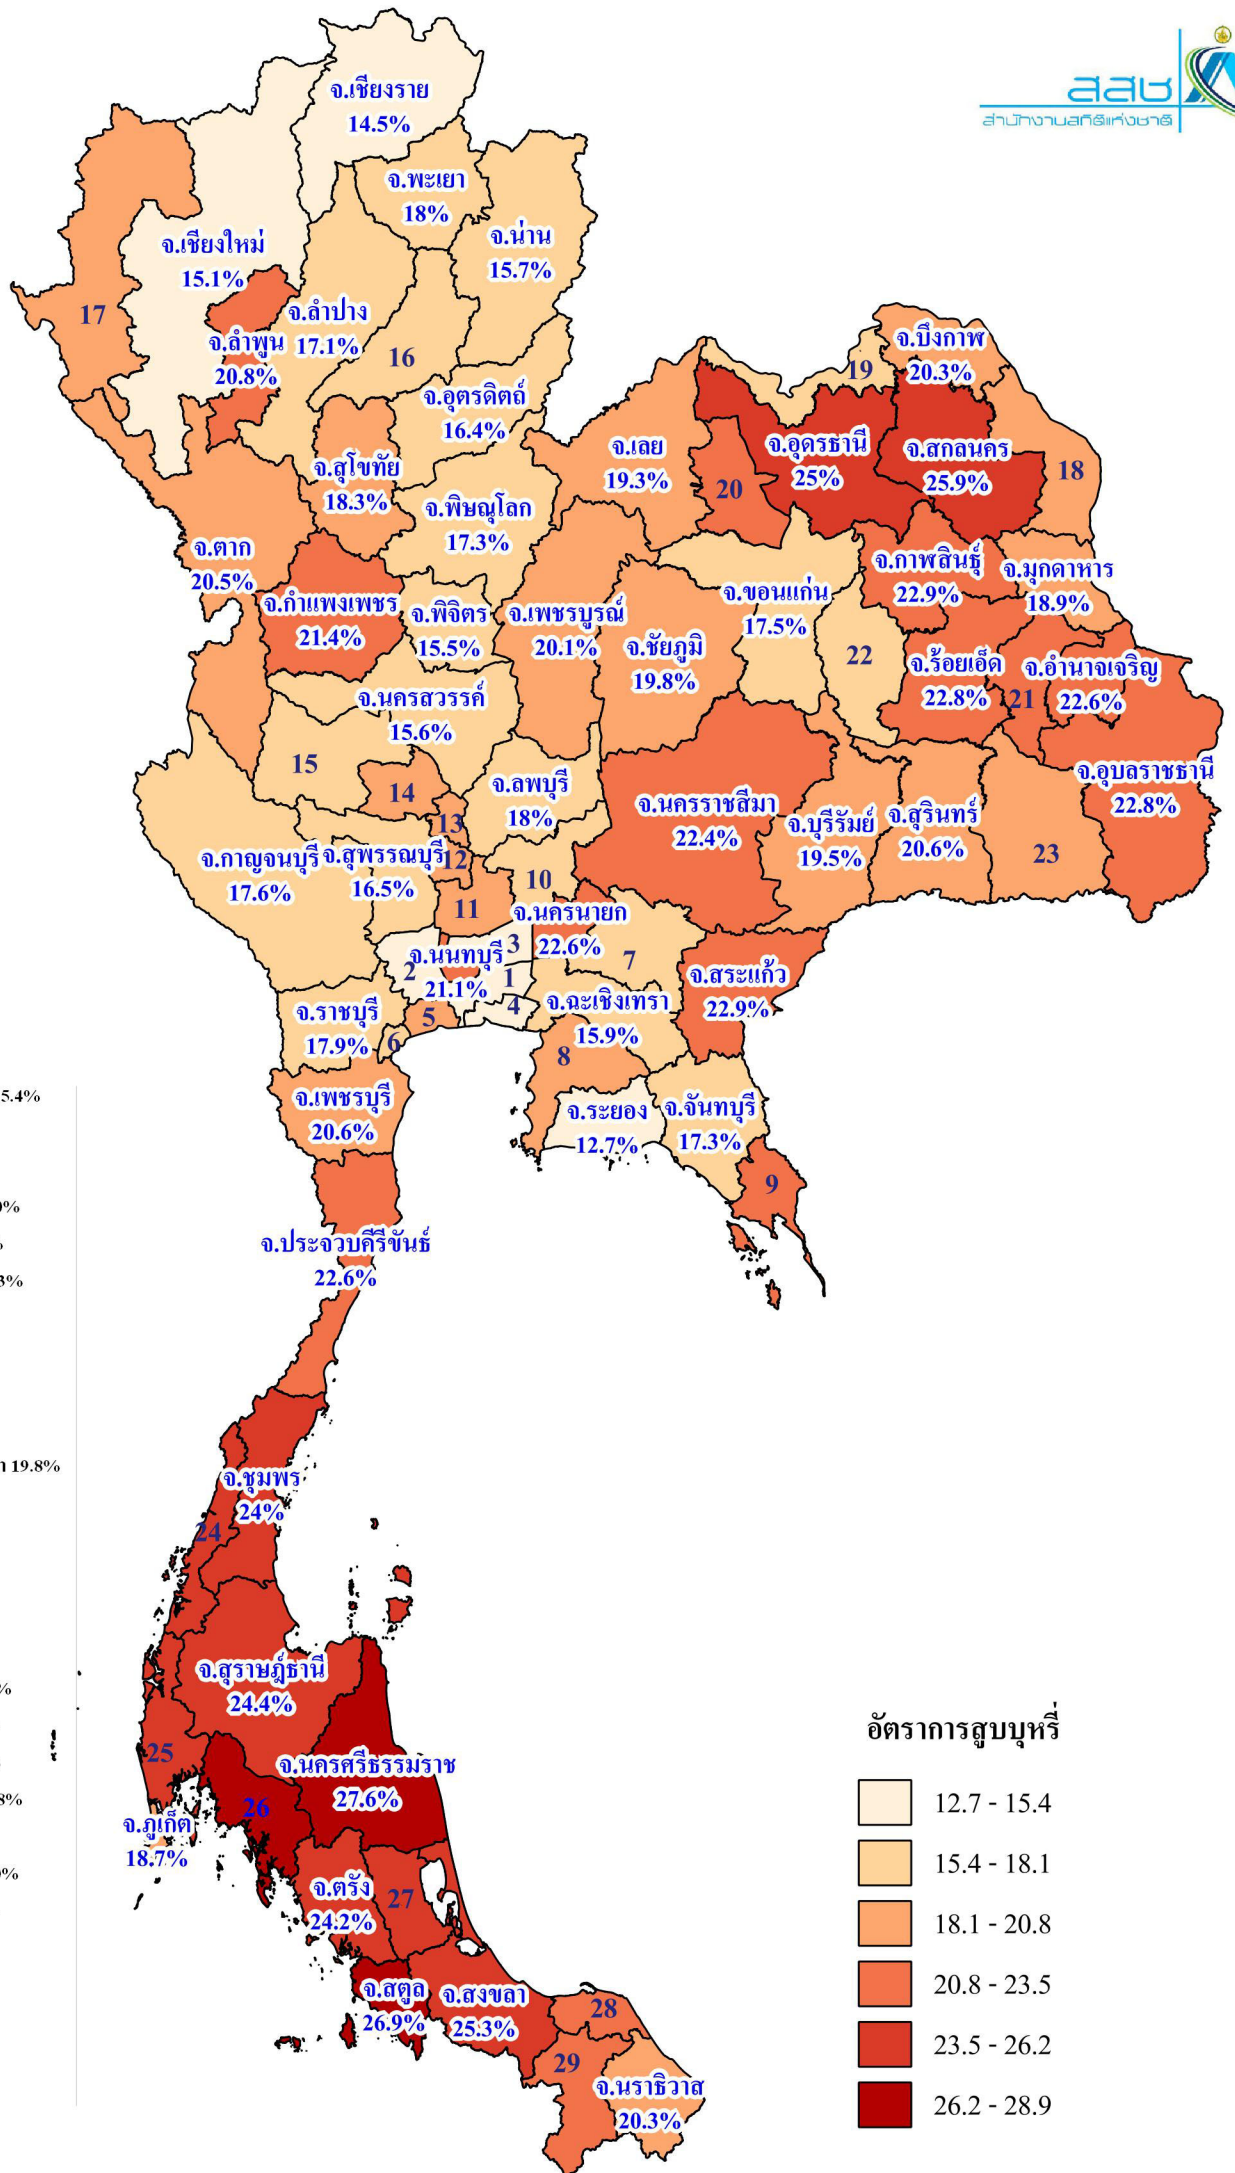 สสช
สำนักงานสถิติแห่งชาติ
จ.เชียงราย
14.5%
จ.พะเยา
18%
จ.น่าน
15.7%
จ.เชียงใหม่
15.1%
17
จ.ลำปาง
17.1%
จ.ลำพูน
20.8%
16
จ.อุตรดิตถ์
16.4%
จ.บึงกาฬ
20.3%
19
จ.เลย
19.3%
20
จ.อุดรธานี
25%
จ.สกลนคร
25.9%
18
จ.สุโขทัย
18.3%
จ.พิษณุโลก
17.3%
จ.ตาก
20.5%
จ.กำแพงเพชร
21.4%
จ.พิจิตร
15.5%
จ.เพชรบูรณ์
20.1%
จ.ชัยภูมิ
19.8%
จ.ขอนแก่น
17.5%
จ.กาฬสินธุ์
22.9%
จ.มุกดาหาร
18.9%
22
จ.ร้อยเอ็ด
22.8%
21
จ.อำนาจเจริญ
22.6%
จ.นครสวรรค์
15.6%
15
14
13
12
จ.ลพบุรี
18%
จ.นครราชสีมา
22.4%
จ.บุรีรัมย์
19.5%
จ.สุรินทร์
20.6%
23
จ.อุบลราชธานี
22.8%
จ.กาญจนบุรี
17.6%
จ.สุพรรณบุรี
16.5%
10
11
จ.นครนายก
22.6%
7
จ.นนทบุรี
21.1%
3
2
1
4
5
6
จ.สระแก้ว
22.9%
จ.ฉะเชิงเทรา
15.9%
จ.ราชบุรี
17.9%
8
จ.เพชรบุรี
20.6%
จ.ระยอง
12.7%
จ.จันทบุรี
17.3%
9
5.4%
จ.ประจวบคีรีขันธ์
22.6%
3%
19.8%
จ.ชุมพร
24%
24
จ.สุราษฎ์ธานี
24.4%
25
จ.นครศรีธรรมราช
27.6%
26
8%
จ.ภูเก็ต
18.7%
จ.ตรัง
24.2%
27
จ.สตูล
26.9%
จ.สงขลา
25.3%
28
29
จ.นราธิวาส
20.3%
อัตราการสูบบุหรี่
12.7 - 15.4
15.4 - 18.1
18.1 - 20.8
20.8 - 23.5
23.5 - 26.2
26.2 - 28.9